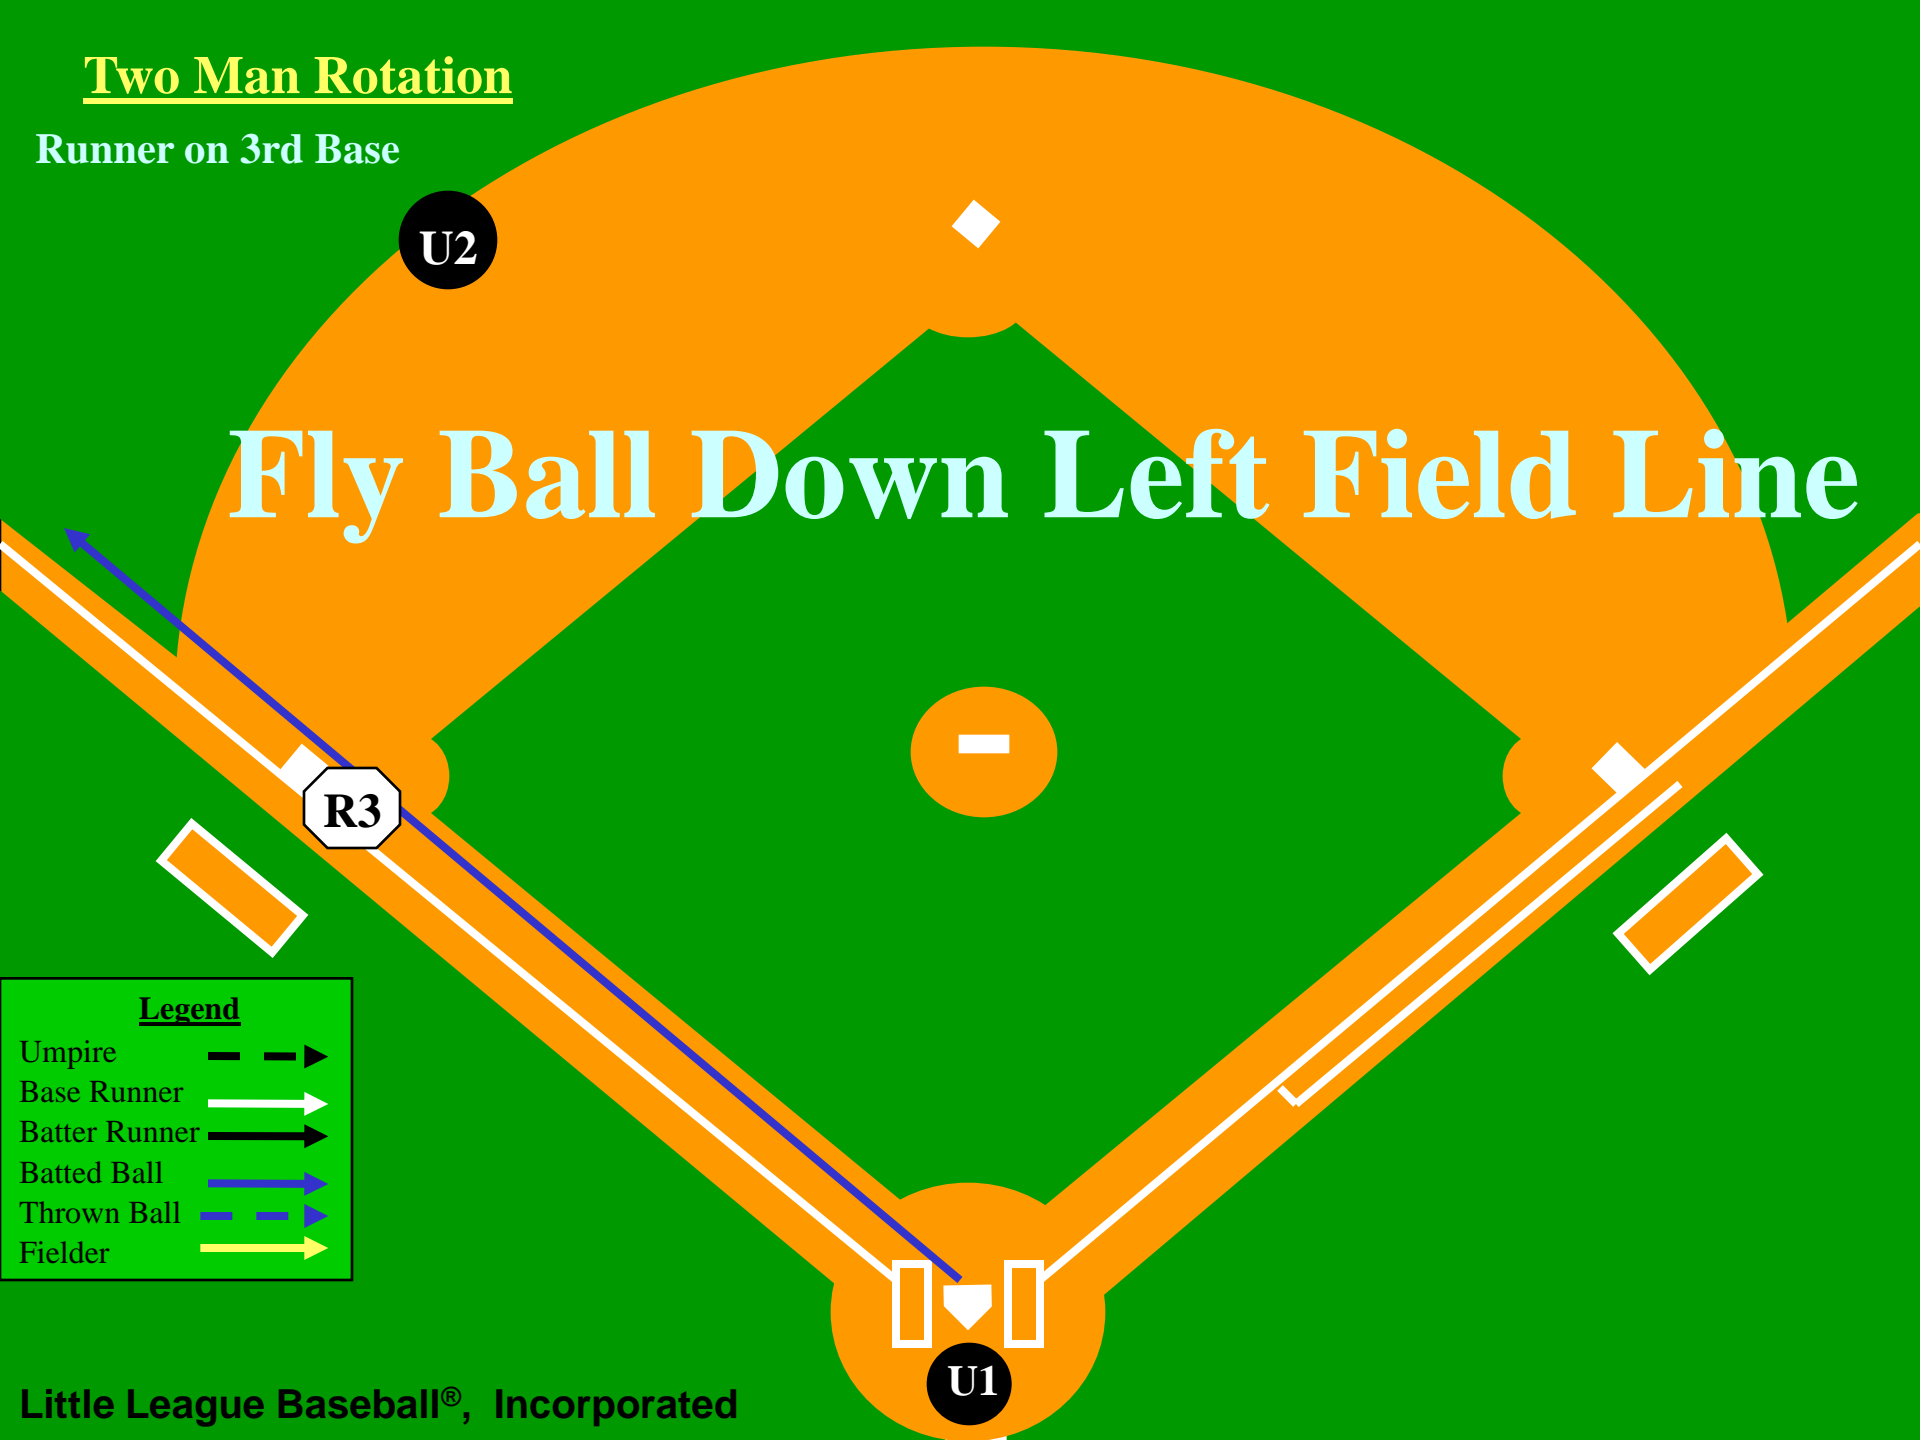 Two Man Rotation
Runner on 3rd Base
U2
Fly Ball Down Left Field Line
R3
Legend
Umpire
Base Runner
Batter Runner
Batted Ball
Thrown Ball
Fielder
U1
Little League Baseball®, Incorporated